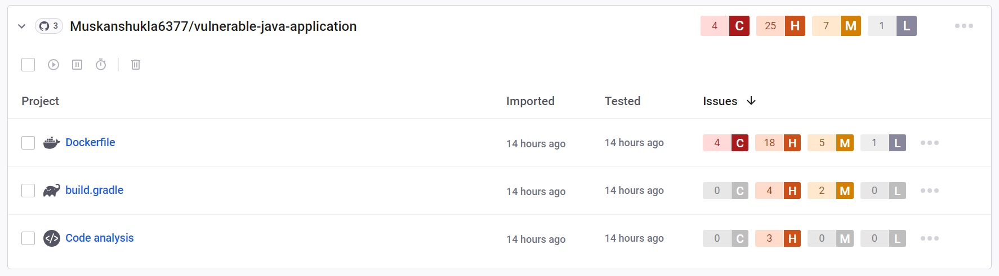 3 Muskanshukla6377/vulnerable-java-application 4 C 25 H 7 M 1 L
Project Imported Tested Issues
Dockerfile 14 hours ago 14 hours ago 4 C 18 H 5 M 1 L
build.gradle 14 hours ago 14 hours ago 0 C 4 H 2 M 0 L
Code analysis 14 hours ago 14 hours ago 0 C 3 H 0 M 0 L